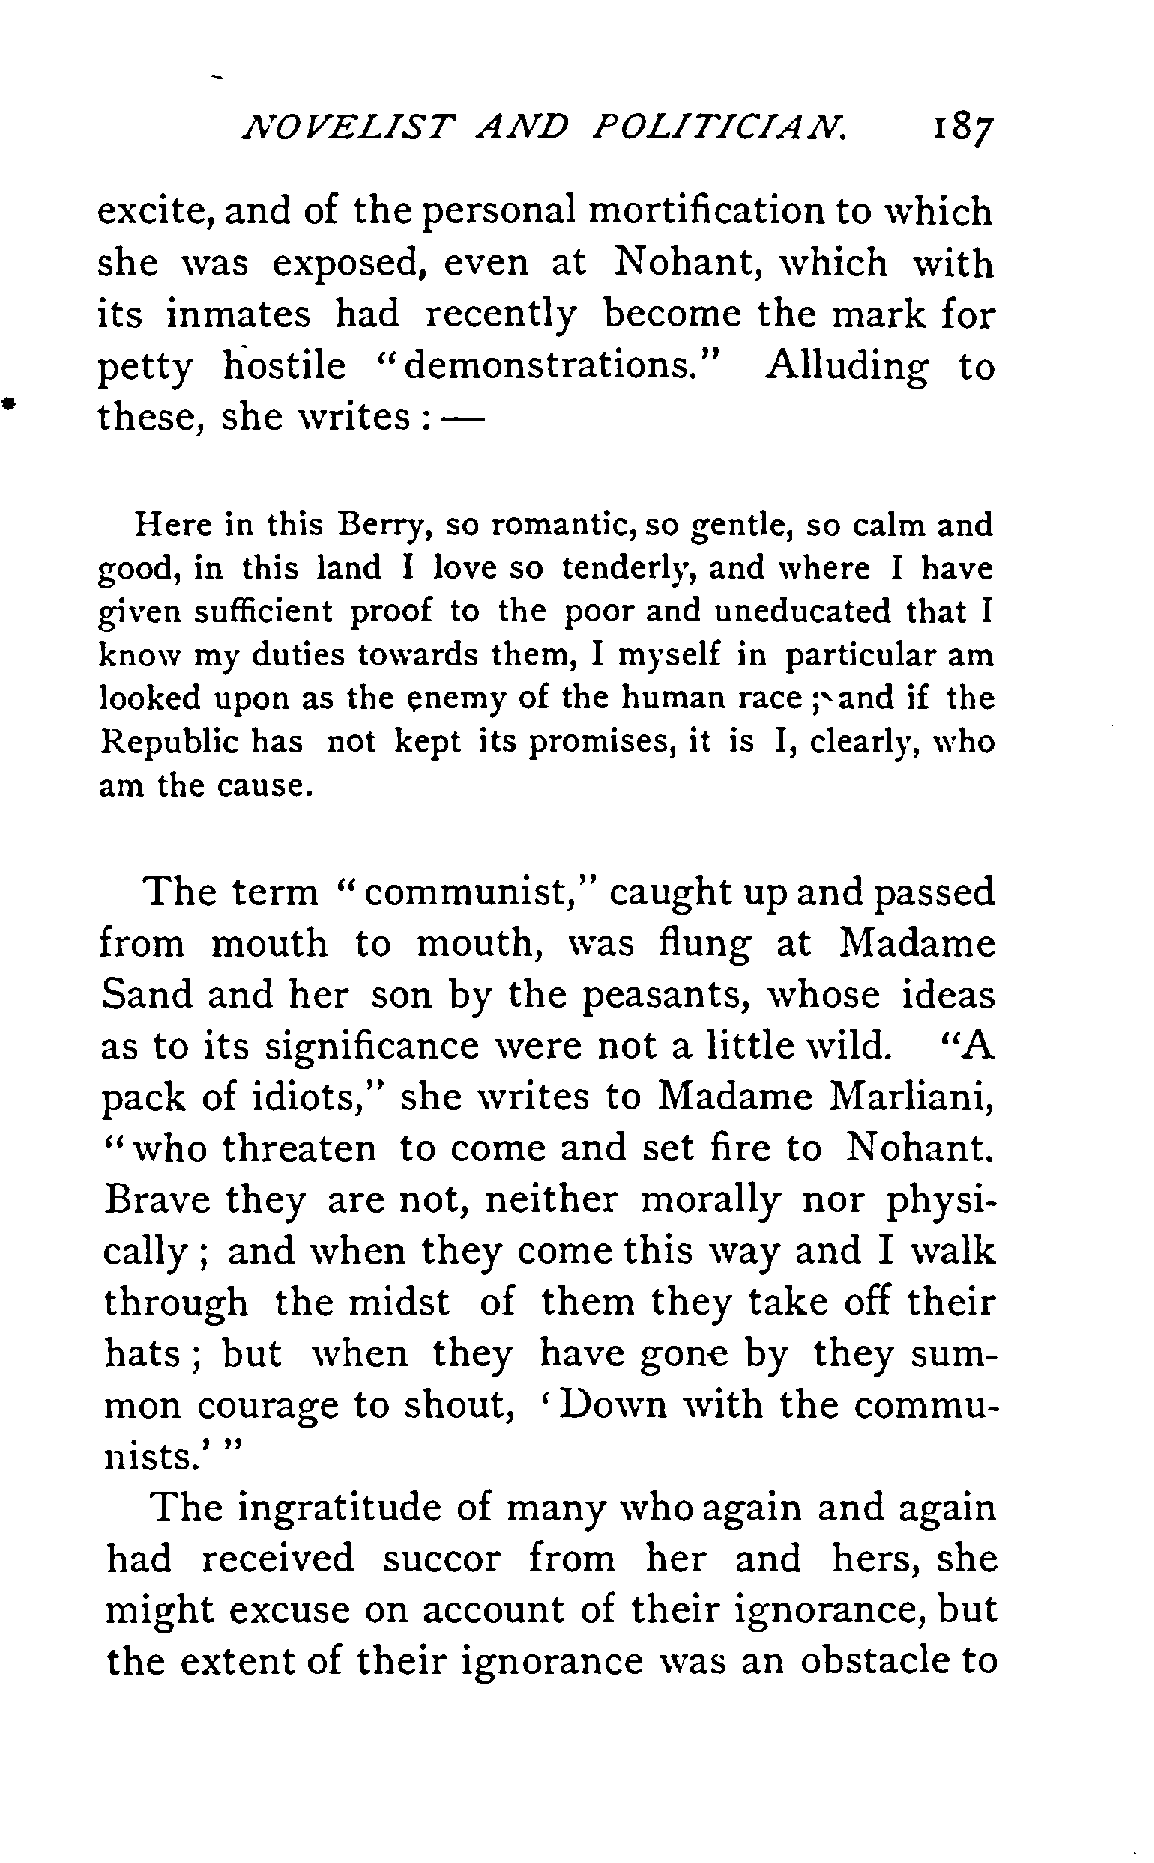 NOVELIST AND POLITICIAN. 187
excite, and of the personal mortification to which
she was exposed, even at Nohant, which with
its inmates had recently become the mark for
petty hostile "demonstrations." Alluding to
these, she writes : —
Here in this Berry, so romantic, so gentle, so calm and
good, in this land I love so tenderly, and where I have
given sufficient proof to the poor and uneducated that I
know my duties towards them, I myself in particular am
looked upon as the enemy of the human race ; and if the
Republic has not kept its promises, it is I, clearly, who
am the cause.
The term "communist," caught up and passed
from mouth to mouth, was flung at Madame
Sand and her son by the peasants, whose ideas
as to its significance were not a little wild. "A
pack of idiots," she writes to Madame Marliani,
"who threaten to come and set fire to Nohant.
Brave they are not, neither morally nor physi-
cally ; and when they come this way and I walk
through the midst of them they take off their
hats ; but when they have gone by they sum-
mon courage to shout, 'Down with the commu-
nists.' "
The ingratitude of many who again and again
had received succor from her and hers, she
might excuse on account of their ignorance, but
the extent of their ignorance was an obstacle to